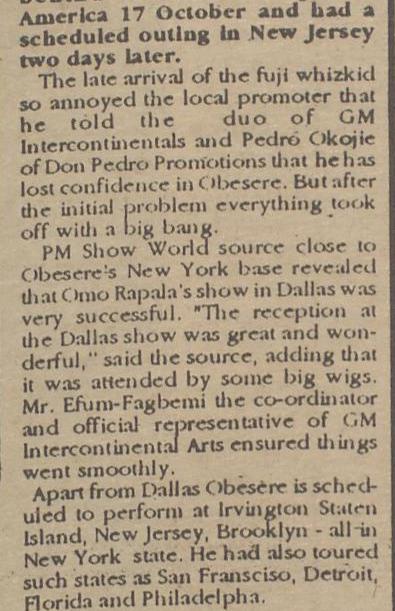 America 17 October and had a
scheduled outing in New Jersey
two days later.
The late arrival of the fuji whizkid
so annoyed the local promoter that
he told the duo of GM
Intercontinentals and Pedro Okojie
of Don Pedro Promotions that he has
lost confidence in Obesere. But after
the initial problem everything took
off with a big bang.
PM Show World source close to
Obesere's New York base revealed
that Omo Rapala's show in Dallas was
very successful. "The reception at
the Dallas show was great and won-
derful," said the source, adding that
it was attended by some big wigs.
Mr. Efum-Fagbemi the co-ordinator
and official representative of GM
Intercontinental Arts ensured things
went smoothly.
Apart from Dallas Obesere is sched-
uled to perform at Irvington Staten
Island, New Jersey, Brooklyn - all-in
New York state. He had also toured
such states as San Fransciso, Detroit,
Florida and Philadelpha.